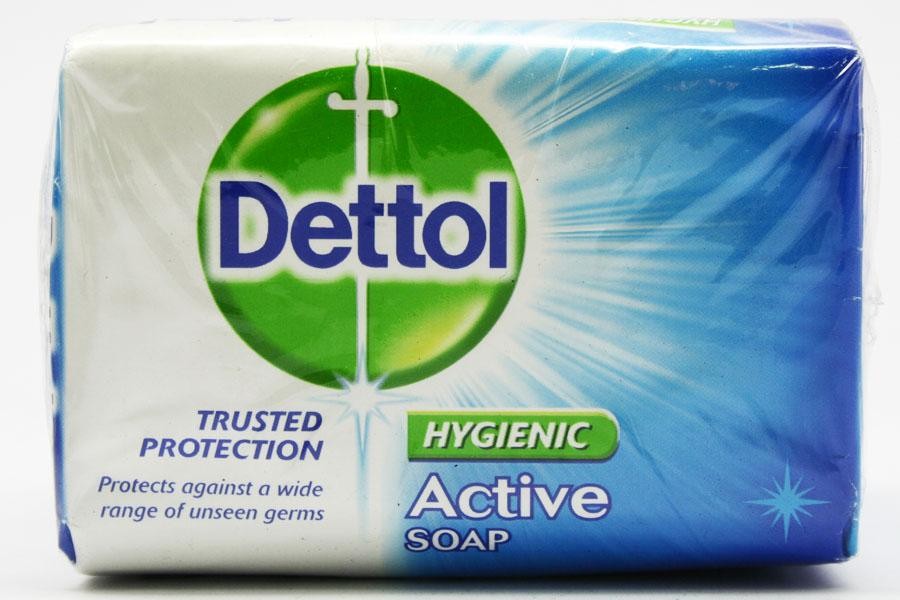 Dettol
TRUSTED
PROTECTION
Protects against a wide
range of unseen germs
HYGIENIC
Active
SOAP